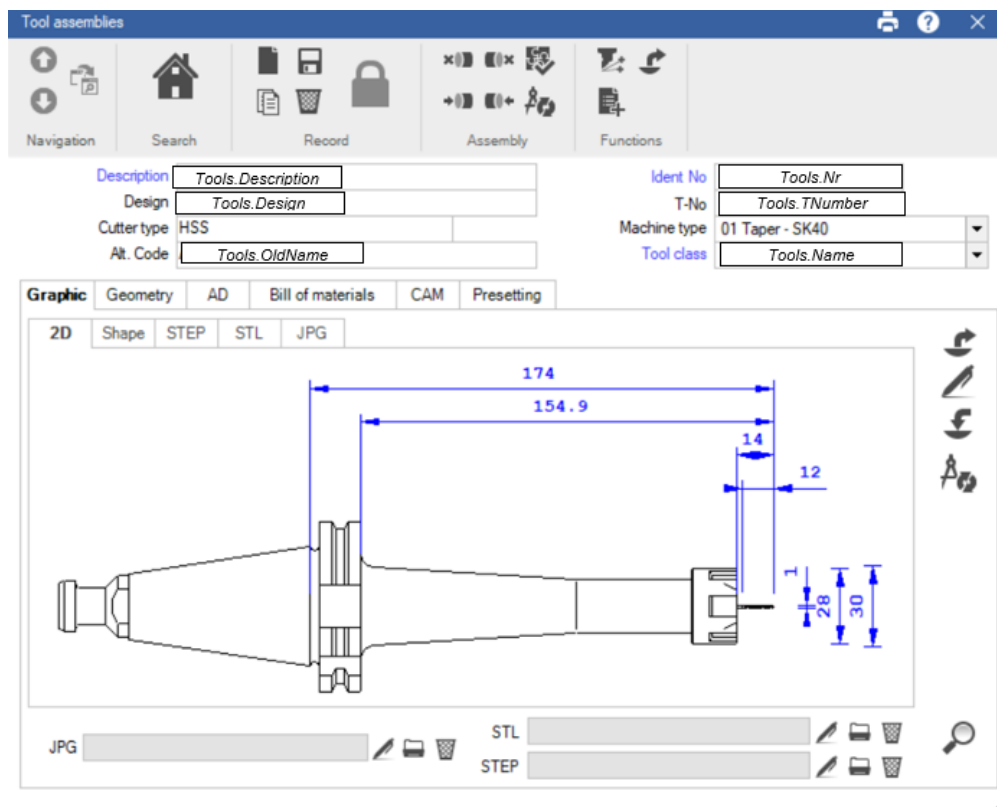 Tool assemblies
Navigation Search Record Assembly Functions
Description Tools.Description Ident No Tools.Nr
Design Tools.Design T-No Tools.TNumber
Cutter type HSS Machine type 01 Taper - SK40
Alt. Code Tools.OldName Tool class Tools.Name
Graphic Geometry AD Bill of materials CAM Presetting
2D Shape STEP STL JPG
174
154.9
14
12
1
28
30
JPG STL
STEP